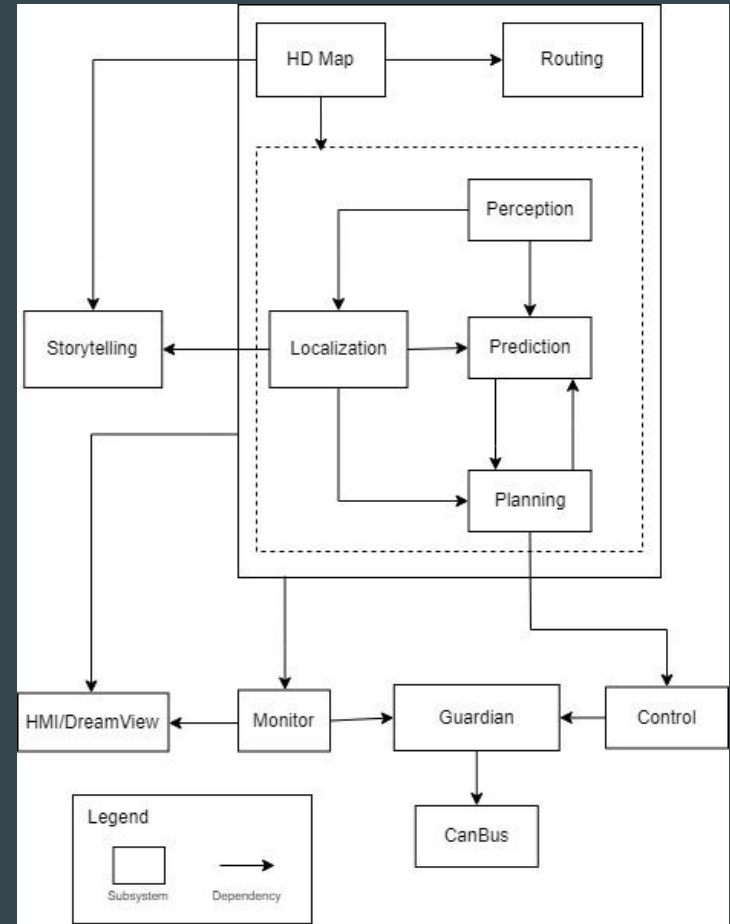 HD Map
Routing
Perception
Storytelling
Localization
Prediction
Planning
HMI/DreamView
Monitor
Guardian
Control
CanBus
Legend
Subsystem
Dependency